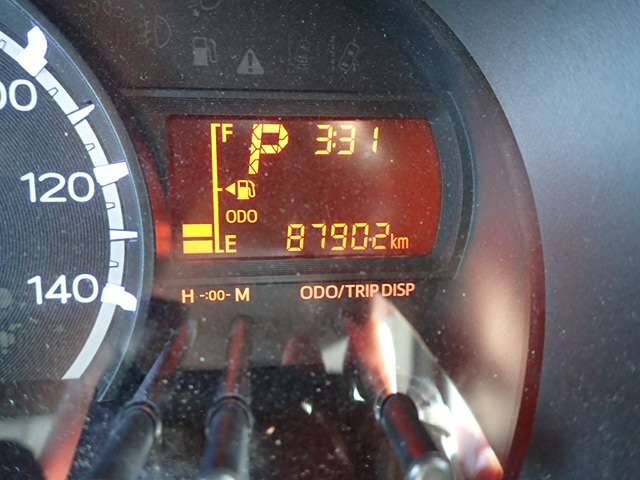 00
120
140
F
P
3:31
ODO
E
87902km
H -:00- M
ODO/TRIP DISP